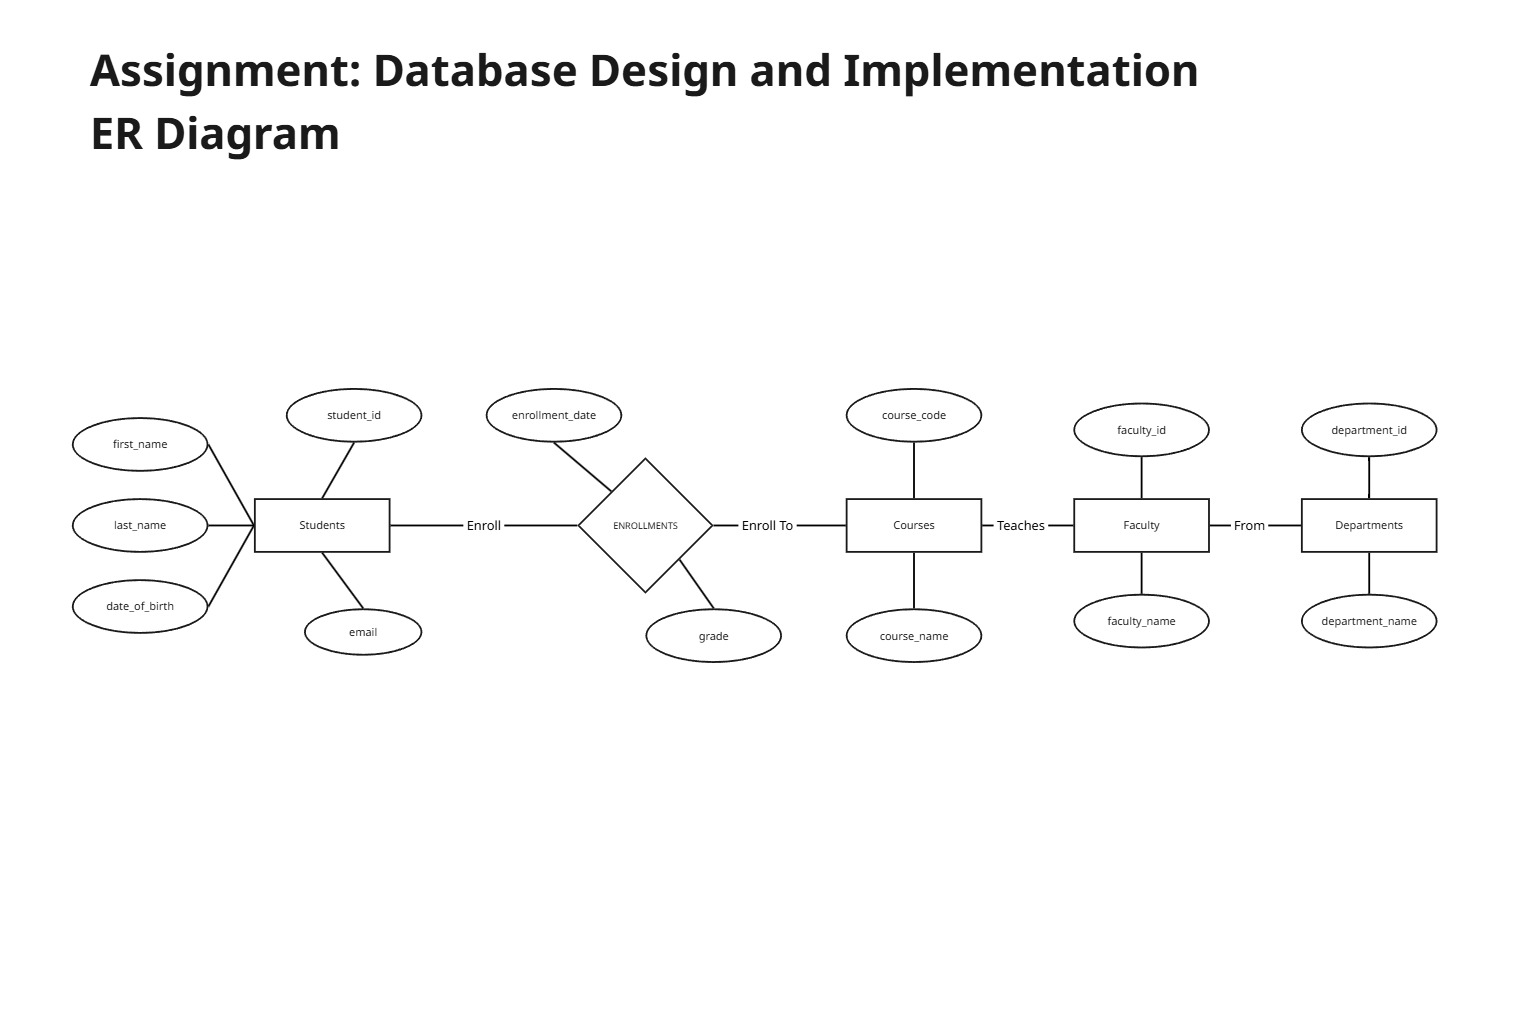 Assignment: Database Design and Implementation
ER Diagram
student_id
enrollment_date
course_code
faculty_id
department_id
first_name
last_name
Students
Enroll
ENROLLMENTS
Enroll To
Courses
Teaches
Faculty
From
Departments
date_of_birth
email
grade
course_name
faculty_name
department_name